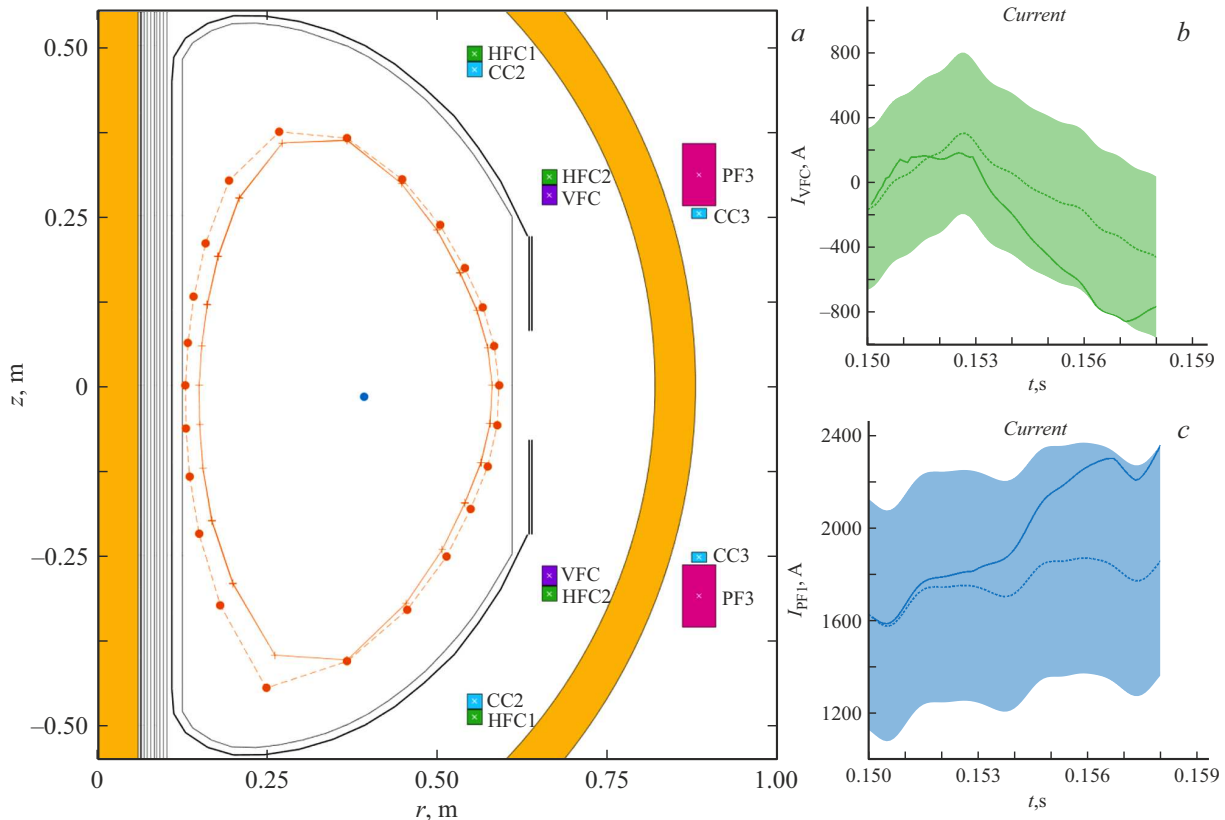 a
0.50
0.25
0
−0.25
−0.50
z, m
HFC1
CC2
HFC2
VFC
PF3
CC3
CC3
VFC
HFC2
PF3
CC2
HFC1
0
0.25
0.50
0.75
1.00
r, m
Current
b
800
400
0
−400
−800
I_VFC, A
0.150
0.153
0.156
0.159
t,s
Current
c
2400
2000
1600
1200
I_PF1, A
0.150
0.153
0.156
0.159
t,s